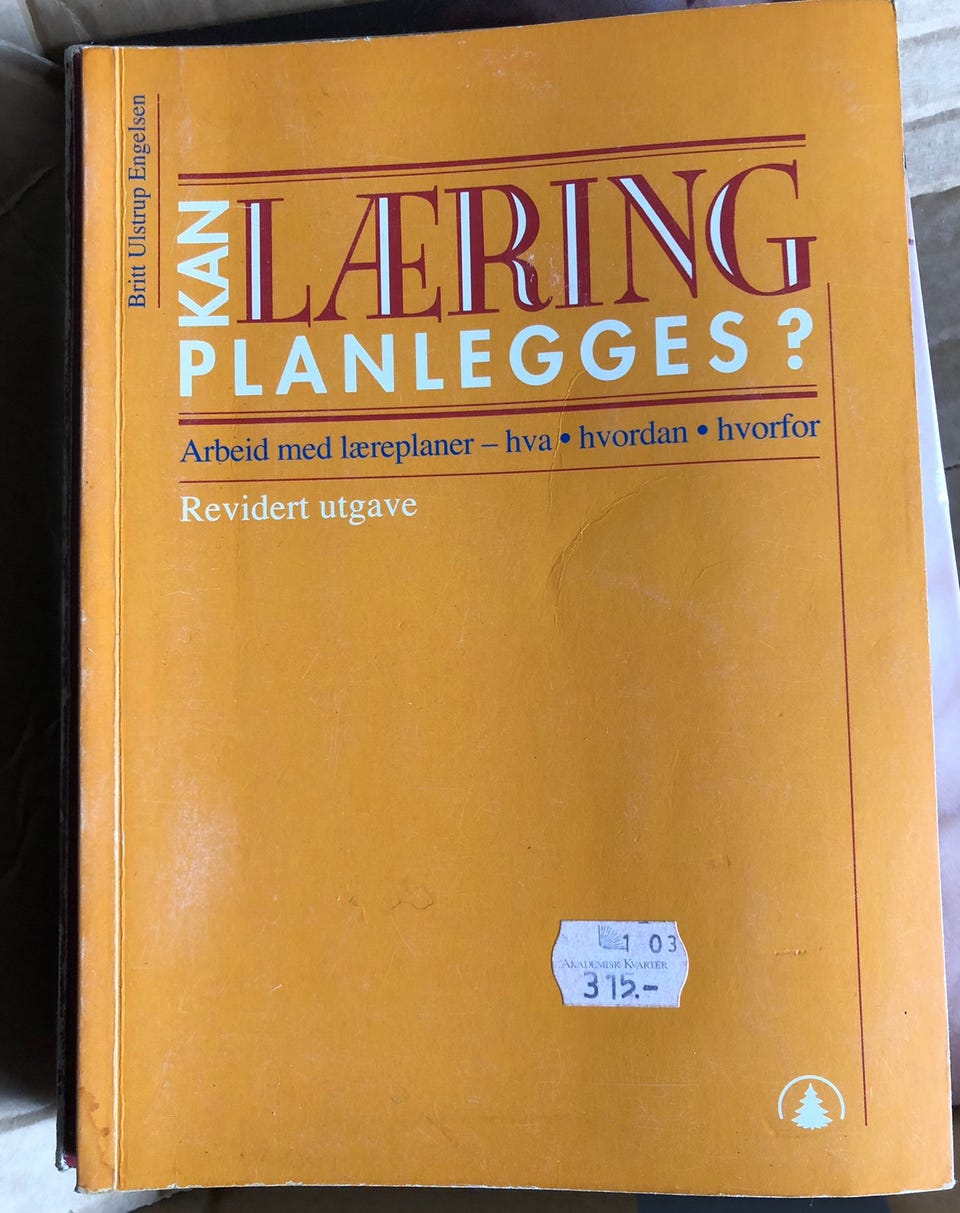 Britt Ulstrup Engelsen
KAN
LÆRING
PLANLEGGES?
Arbeid med læreplaner – hva • hvordan • hvorfor
Revidert utgave
1 03
AKADEMISK KVARTER
315.-